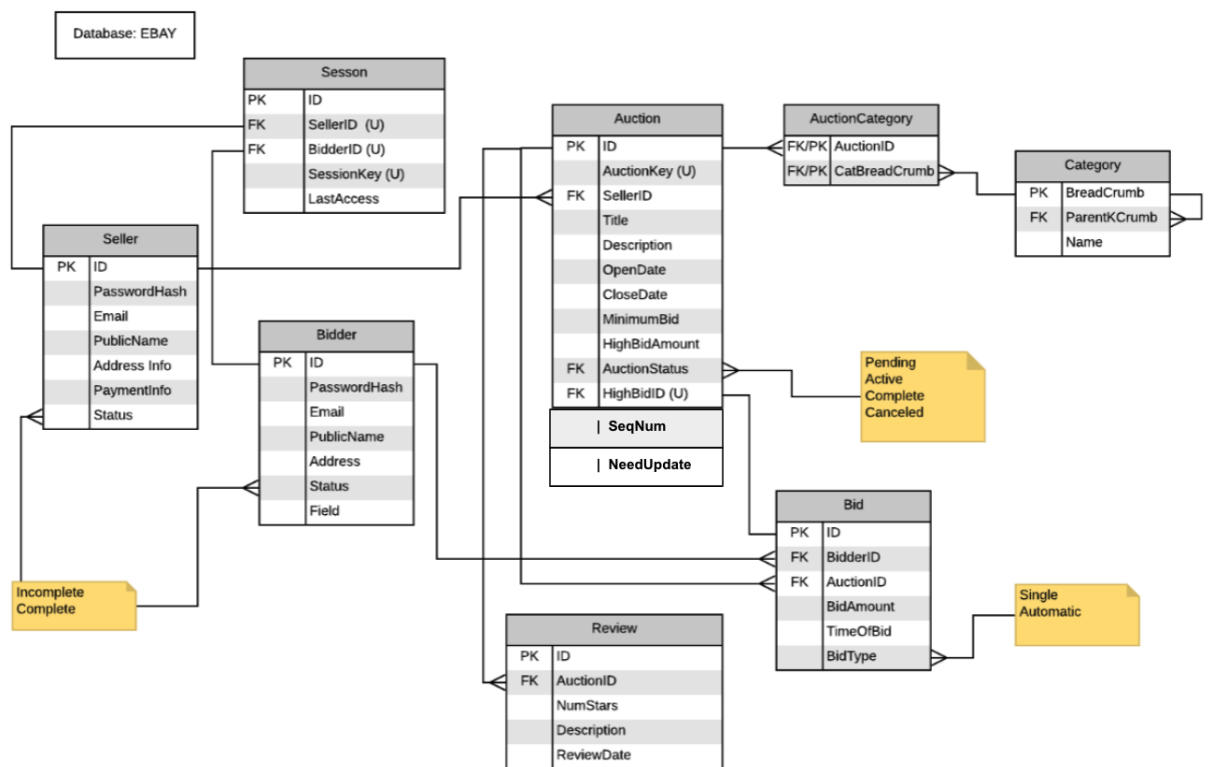 Database: EBAY
Sesson
PK ID
FK SellerID (U)
FK BidderID (U)
SessionKey (U)
LastAccess
Seller
PK ID
PasswordHash
Email
PublicName
Address Info
PaymentInfo
Status
Bidder
PK ID
PasswordHash
Email
PublicName
Address
Status
Field
Incomplete
Complete
Auction
PK ID
AuctionKey (U)
FK SellerID
Title
Description
OpenDate
CloseDate
MinimumBid
HighBidAmount
FK AuctionStatus
FK HighBidID (U)
| SeqNum
| NeedUpdate
AuctionCategory
FK/PK AuctionID
FK/PK CatBreadCrumb
Category
PK BreadCrumb
FK ParentKCrumb
Name
Pending
Active
Complete
Canceled
Bid
PK ID
FK BidderID
FK AuctionID
BidAmount
TimeOfBid
BidType
Single
Automatic
Review
PK ID
FK AuctionID
NumStars
Description
ReviewDate